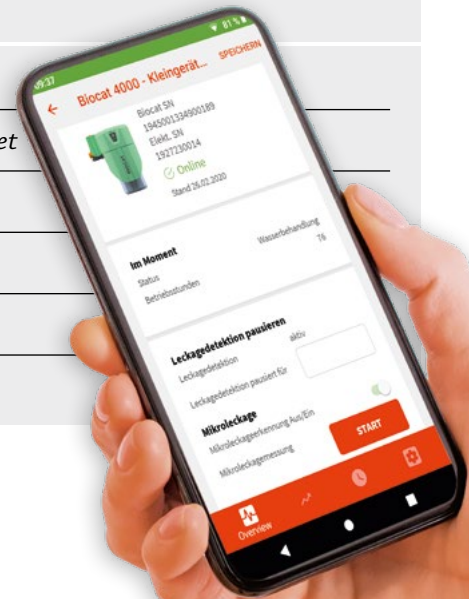 et
09:37
81 %
Biocat 4000 - Kleingerät...
SPEICHERN
Biocat SN
1945001334900189
Elekt. SN
1927230014
Online
Stand 26.02.2020
Im Moment
Status Wasserbehandlung
Betriebsstunden 76
Leckagedetektion pausieren
Leckagedetektion aktiv
Leckagedetektion pausiert für
Mikroleckage
Mikroleckageerkennung Aus/Ein
Mikroleckagemessung START
Overview